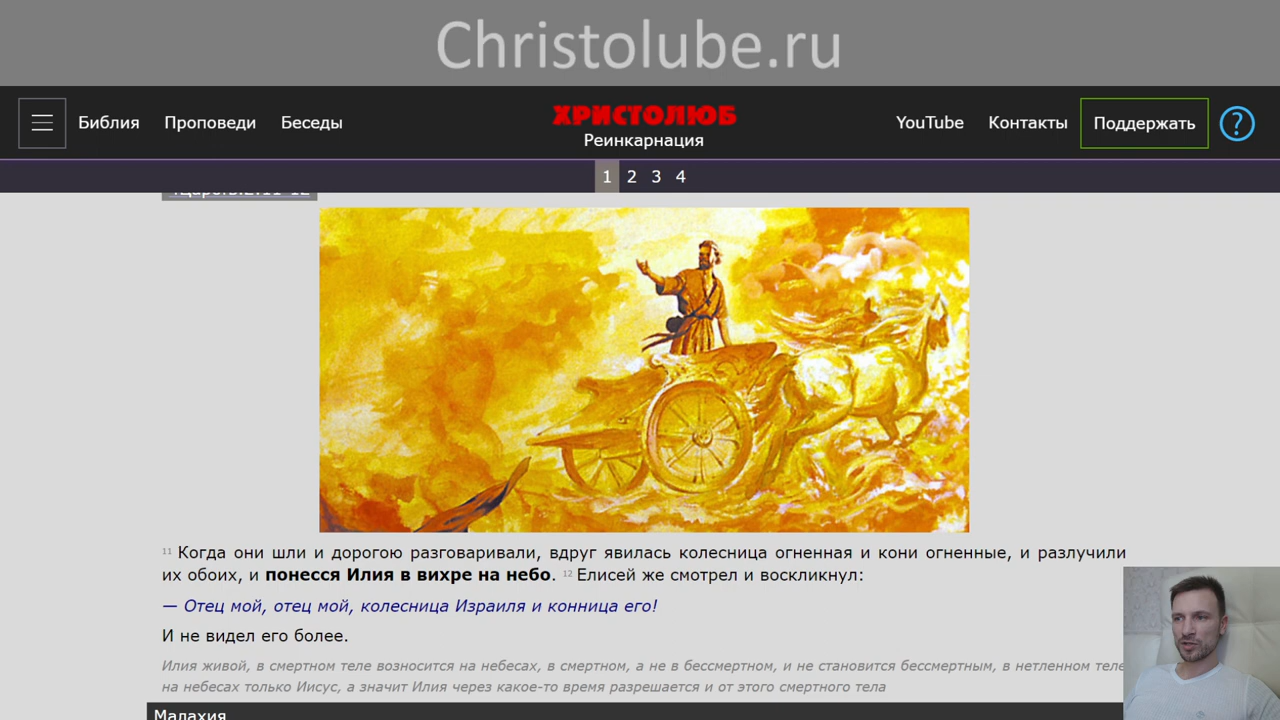 Christolube.ru
Библия Проповеди Беседы
ХРИСТОЛЮБ
Реинкарнация
YouTube Контакты Поддержать ?
1 2 3 4
11 Когда они шли и дорогою разговаривали, вдруг явилась колесница огненная и кони огненные, и разлучили
их обоих, и понесся Илия в вихре на небо. 12 Елисей же смотрел и воскликнул:
— Отец мой, отец мой, колесница Израиля и конница его!
И не видел его более.
Илия живой, в смертном теле возносится на небесах, в смертном, а не в бессмертном, и не становится бессмертным, в нетленном теле
на небесах только Иисус, а значит Илия через какое-то время разрешается и от этого смертного тела
Малахия